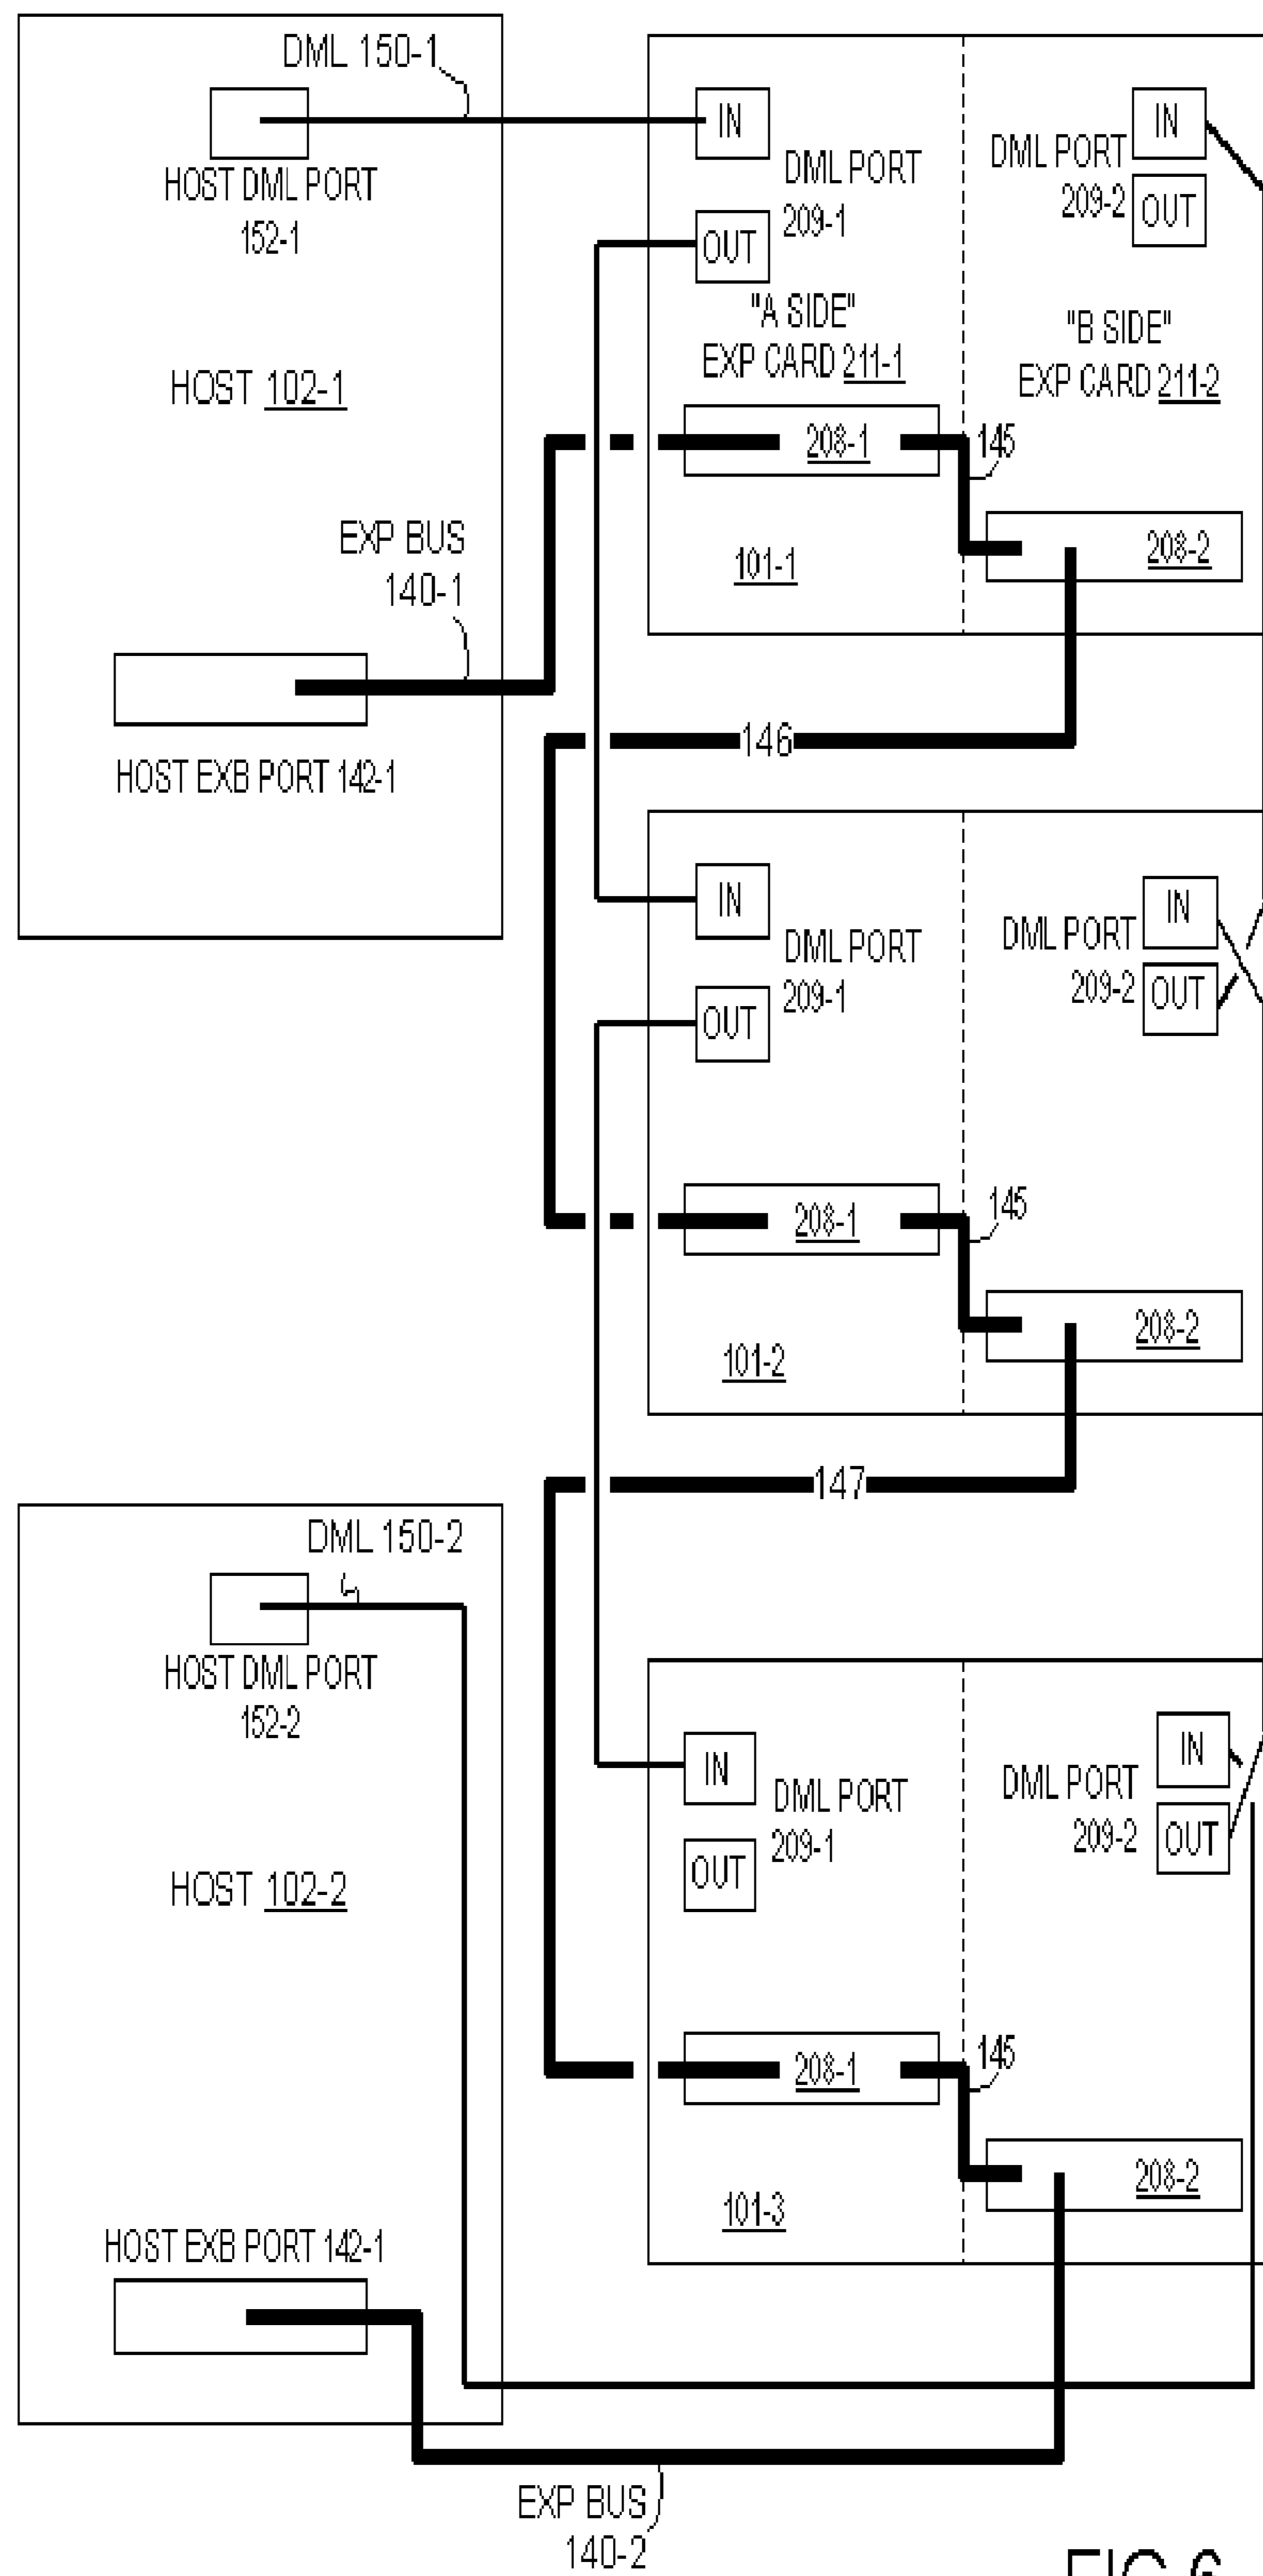 DML 150-1
HOST DML PORT
152-1
HOST 102-1
EXP BUS
140-1
HOST EXB PORT 142-1
IN
DML PORT
209-1
OUT
"A SIDE"
EXP CARD 211-1
208-1
101-1
IN
DML PORT
209-2
OUT
"B SIDE"
EXP CARD 211-2
145
208-2
146
IN
DML PORT
209-1
OUT
208-1
101-2
IN
DML PORT
209-2
OUT
145
208-2
147
DML 150-2
HOST DML PORT
152-2
HOST 102-2
HOST EXB PORT 142-1
IN
DML PORT
209-1
OUT
208-1
101-3
IN
DML PORT
209-2
OUT
145
208-2
EXP BUS
140-2
FIG 6